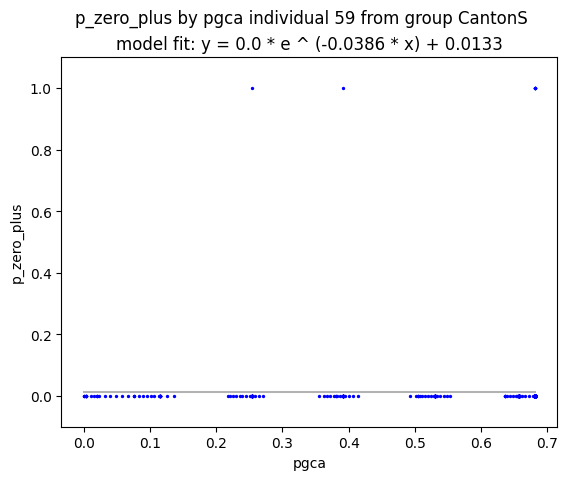 p_zero_plus by pgca individual 59 from group CantonS
model fit: y = 0.0 * e ^ (-0.0386 * x) + 0.0133
1.0
0.8
0.6
0.4
0.2
0.0
p_zero_plus
0.0 0.1 0.2 0.3 0.4 0.5 0.6 0.7
pgca